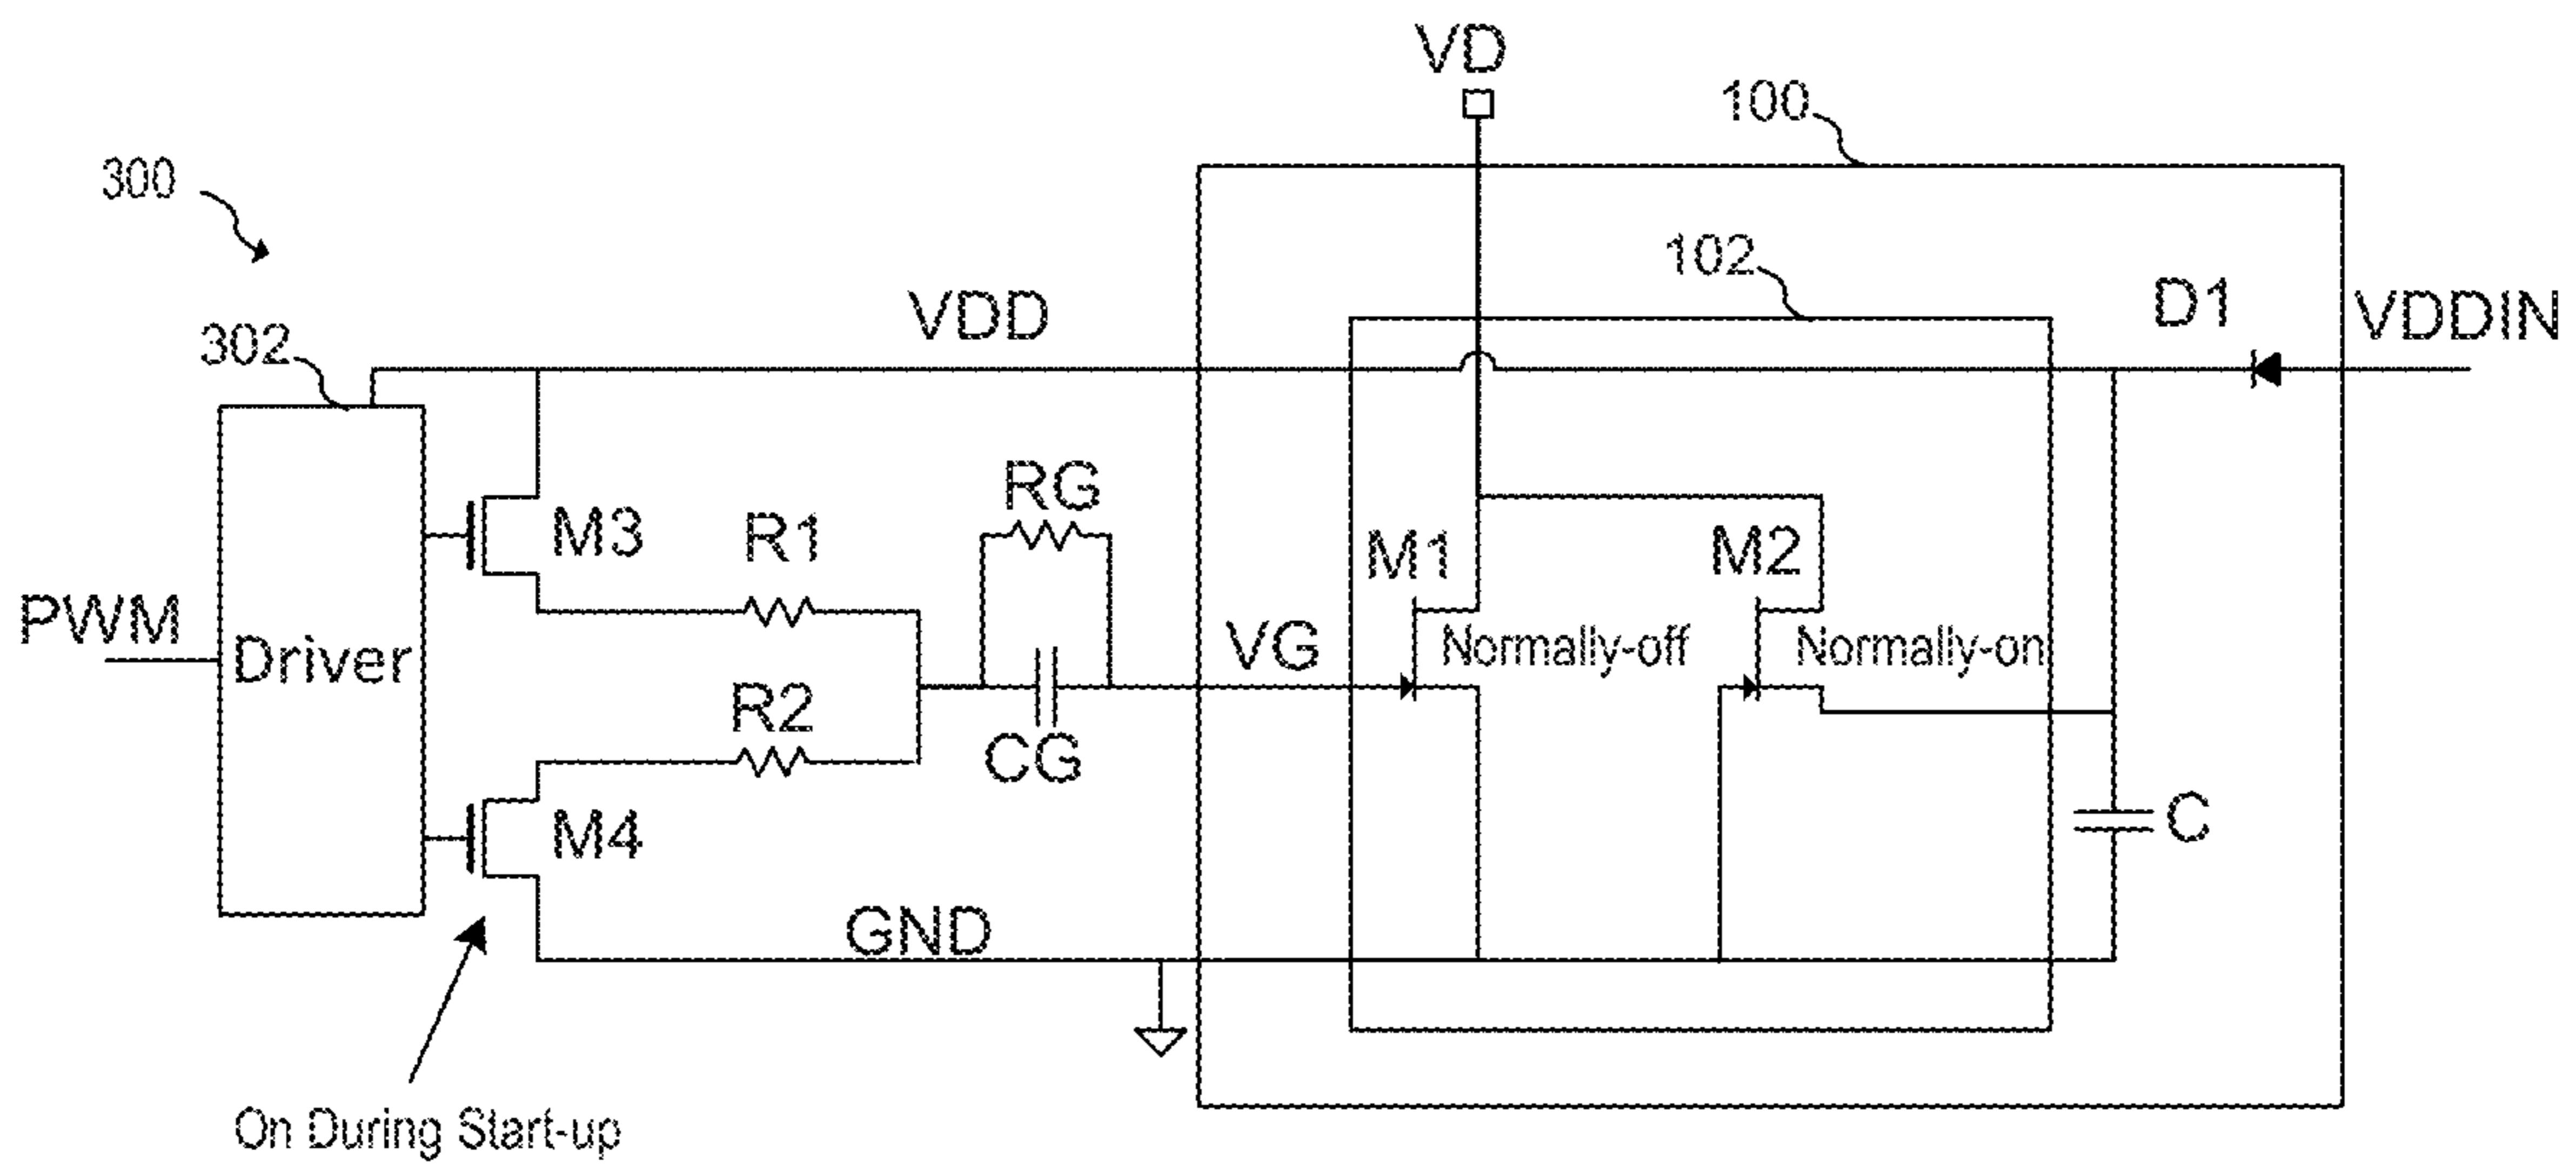 VD
100
300
102
D1
VDDIN
VDD
302
RG
M3
R1
M1
M2
PWM
Driver
VG
Normally-off
Normally-on
R2
CG
M4
C
GND
On During Start-up